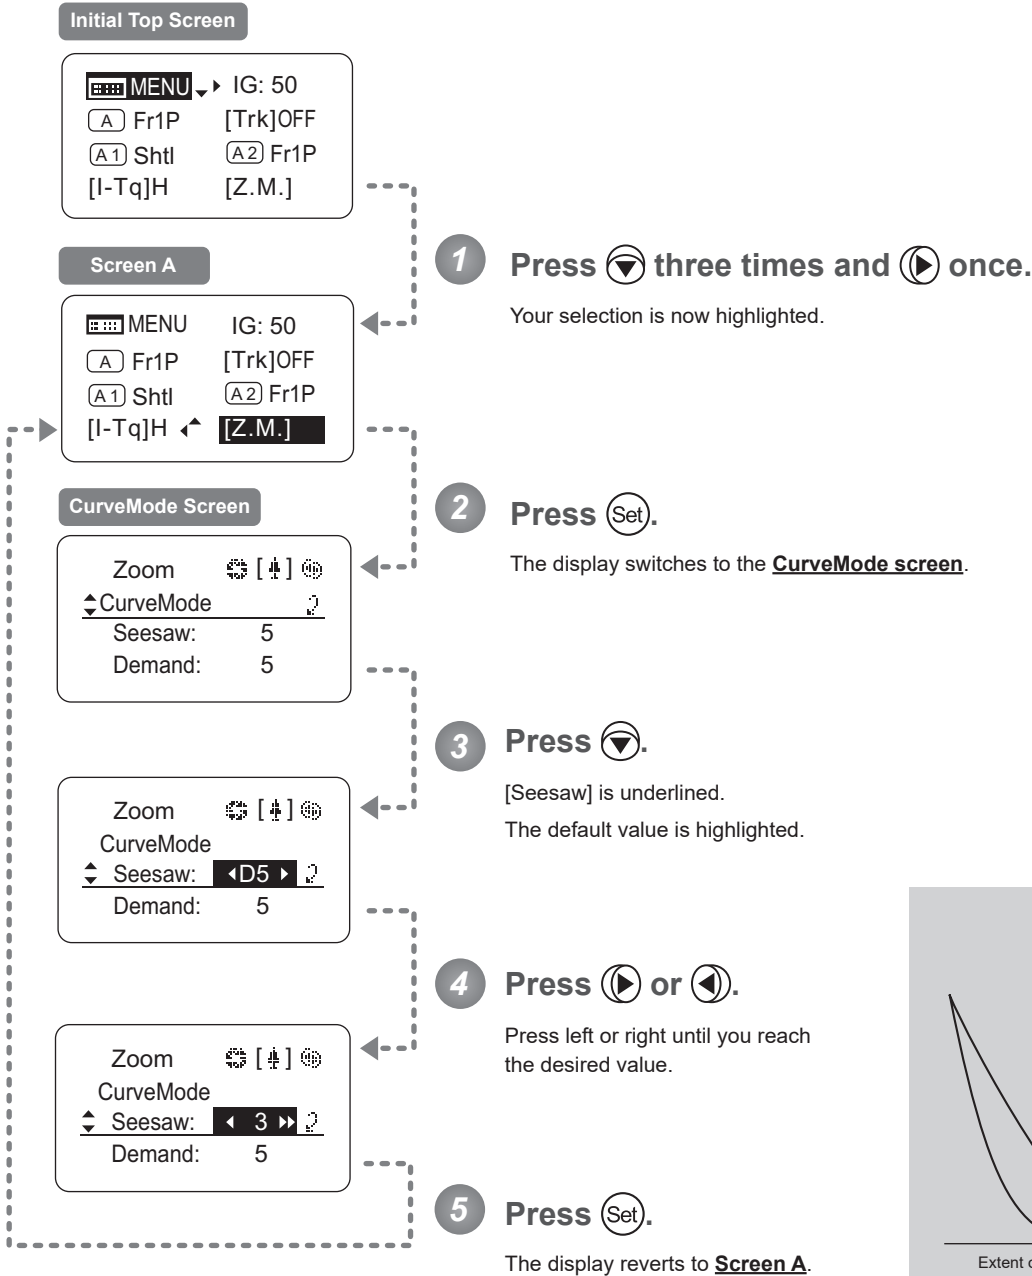 Initial Top Screen
MENU IG: 50
A Fr1P [Trk]OFF
A1 Shtl A2 Fr1P
[I-Tq]H [Z.M.]
1 Press three times and once.
Your selection is now highlighted.
Screen A
MENU IG: 50
A Fr1P [Trk]OFF
A1 Shtl A2 Fr1P
[I-Tq]H [Z.M.]
2 Press Set.
The display switches to the CurveMode screen.
CurveMode Screen
Zoom
CurveMode
Seesaw: 5
Demand: 5
3 Press .
[Seesaw] is underlined.
The default value is highlighted.
Zoom
CurveMode
Seesaw: D5
Demand: 5
4 Press or .
Press left or right until you reach
the desired value.
Zoom
CurveMode
Seesaw: 3
Demand: 5
5 Press Set.
The display reverts to Screen A.
Extent